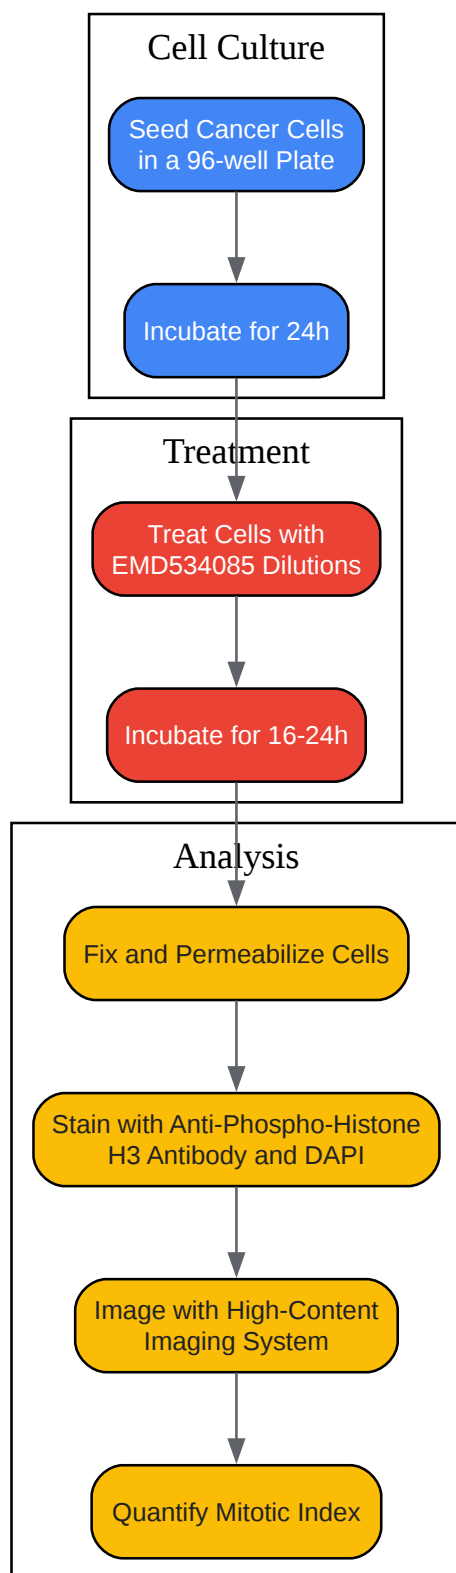 Cell Culture
Seed Cancer Cells
in a 96-well Plate
Incubate for 24h
Treatment
Treat Cells with
EMD534085 Dilutions
Incubate for 16-24h
Analysis
Fix and Permeabilize Cells
Stain with Anti-Phospho-Histone
H3 Antibody and DAPI
Image with High-Content
Imaging System
Quantify Mitotic Index